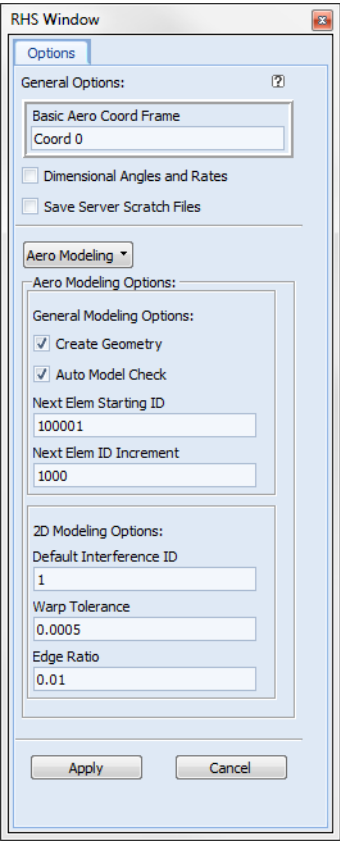 RHS Window
Options
General Options:
?
Basic Aero Coord Frame
Coord 0
Dimensional Angles and Rates
Save Server Scratch Files
Aero Modeling
Aero Modeling Options:
General Modeling Options:
Create Geometry
Auto Model Check
Next Elem Starting ID
100001
Next Elem ID Increment
1000
2D Modeling Options:
Default Interference ID
1
Warp Tolerance
0.0005
Edge Ratio
0.01
Apply Cancel